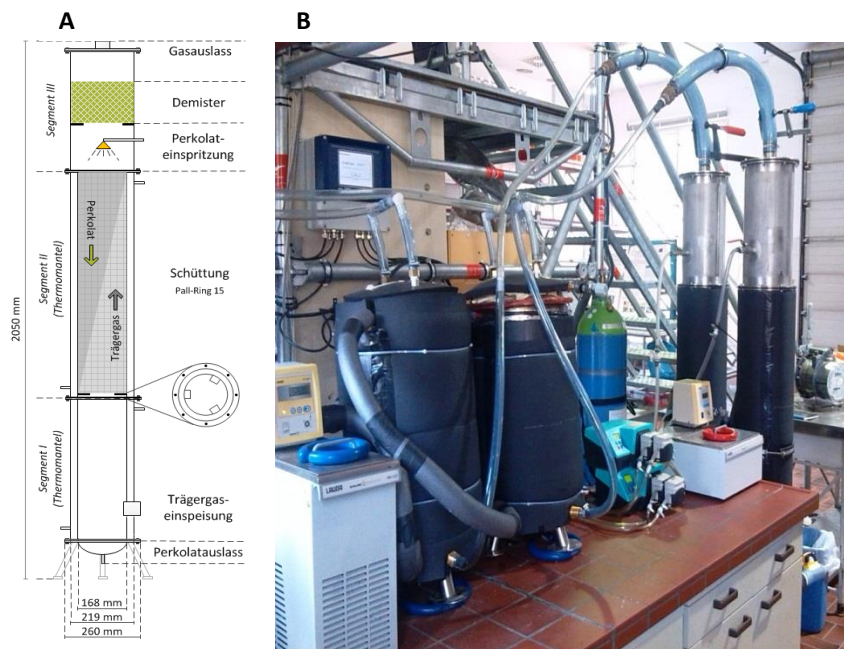 A
B
Gasauslass
Segment III
Demister
Perkolat-
einspritzung
Perkolat
Segment II
(Thermomantel)
Schüttung
Pall-Ring 15
Trägergas
2050 mm
Segment I
(Thermomantel)
Trägergas-
einspeisung
Perkolatauslass
168 mm
219 mm
260 mm
LAUDA
LAUDA